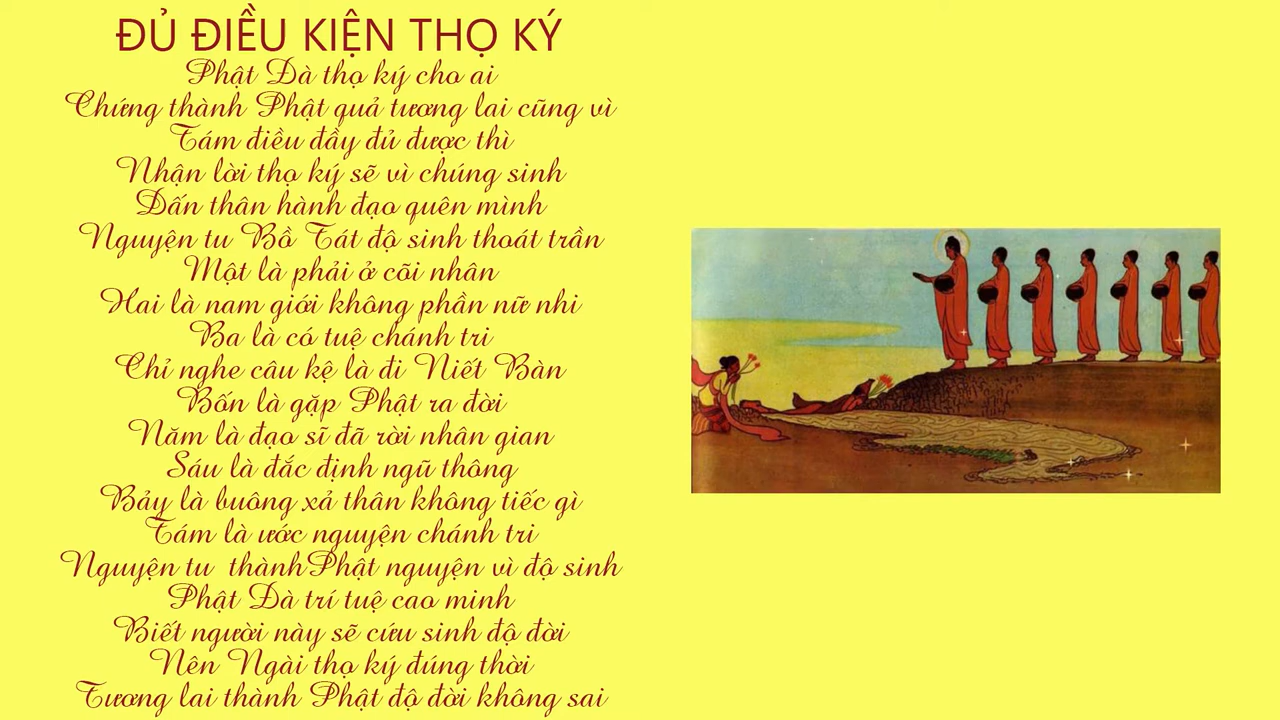 ĐỦ ĐIỀU KIỆN THỌ KÝ
Phật Đà thọ ký cho ai
Chứng thành Phật quả tương lai cũng vì
Tám điều đầy đủ được thì
Nhận lời thọ ký sẽ vì chúng sinh
Dấn thân hành đạo quên mình
Nguyện tu Bồ Tát độ sinh thoát trần
Một là phải ở cõi nhân
Hai là nam giới không phần nữ nhi
Ba là có tuệ chánh tri
Chỉ nghe câu kệ là đi Niết Bàn
Bốn là gặp Phật ra đời
Năm là đạo sĩ đã rời nhân gian
Sáu là đắc định ngũ thông
Bảy là buông xả thân không tiếc gì
Tám là ước nguyện chánh tri
Nguyện tu thànhPhật nguyện vì độ sinh
Phật Đà trí tuệ cao minh
Biết người này sẽ cứu sinh độ đời
Nên Ngài thọ ký đúng thời
Tương lai thành Phật độ đời không sai